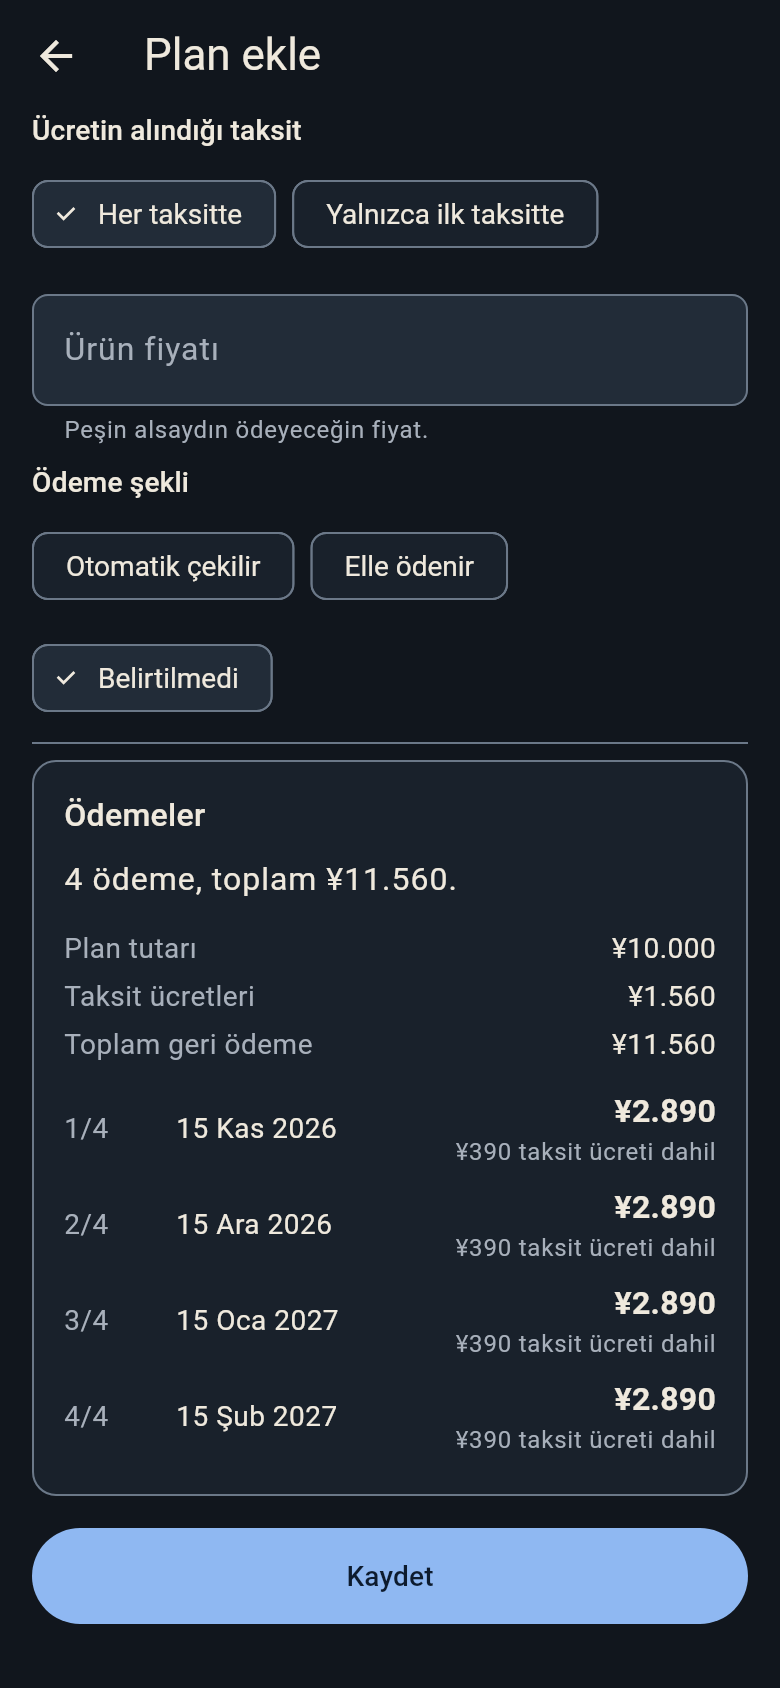 Plan ekle
Ücretin alındığı taksit
Her taksitte
Yalnızca ilk taksitte
Ürün fiyatı
Peşin alsaydın ödeyeceğin fiyat.
Ödeme şekli
Otomatik çekilir
Elle ödenir
Belirtilmedi
Ödemeler
4 ödeme, toplam ¥11.560.
Plan tutarı ¥10.000
Taksit ücretleri ¥1.560
Toplam geri ödeme ¥11.560
1/4 15 Kas 2026 ¥2.890
¥390 taksit ücreti dahil
2/4 15 Ara 2026 ¥2.890
¥390 taksit ücreti dahil
3/4 15 Oca 2027 ¥2.890
¥390 taksit ücreti dahil
4/4 15 Şub 2027 ¥2.890
¥390 taksit ücreti dahil
Kaydet